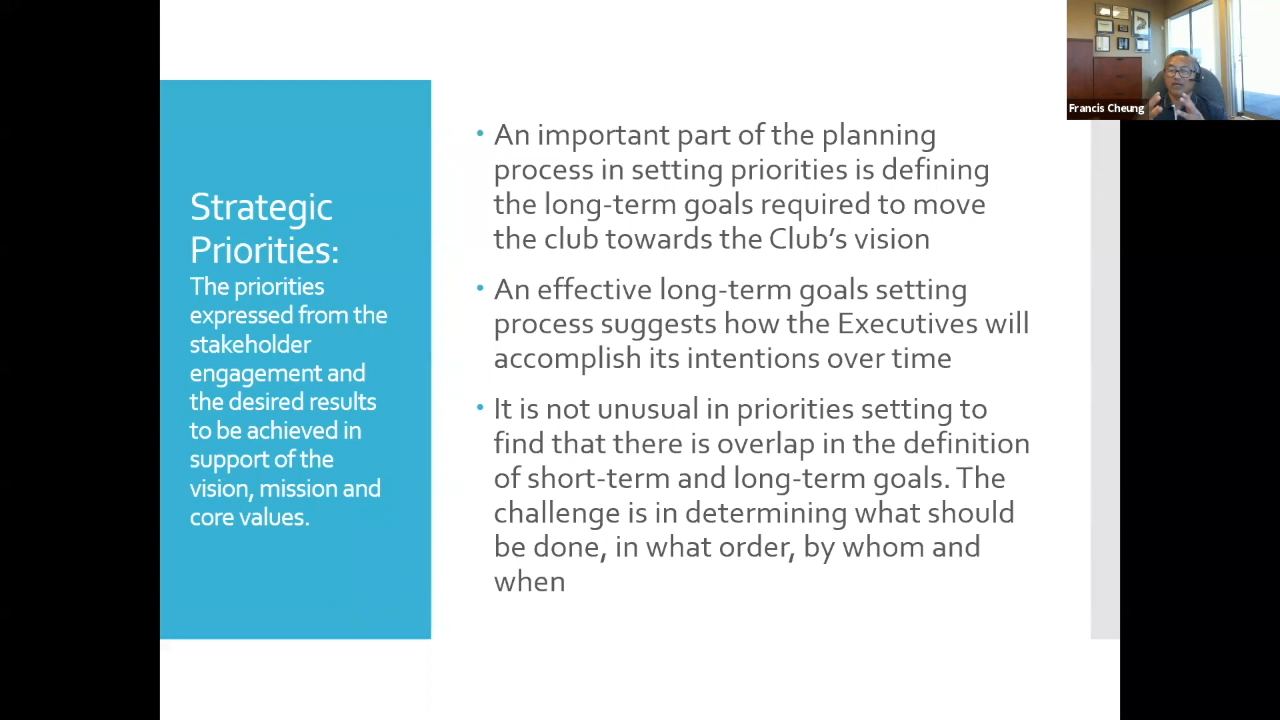 Strategic
Priorities:
The priorities
expressed from the
stakeholder
engagement and
the desired results
to be achieved in
support of the
vision, mission and
core values.
• An important part of the planning
process in setting priorities is defining
the long-term goals required to move
the club towards the Club's vision
• An effective long-term goals setting
process suggests how the Executives will
accomplish its intentions over time
• It is not unusual in priorities setting to
find that there is overlap in the definition
of short-term and long-term goals. The
challenge is in determining what should
be done, in what order, by whom and
when
Francis Cheung